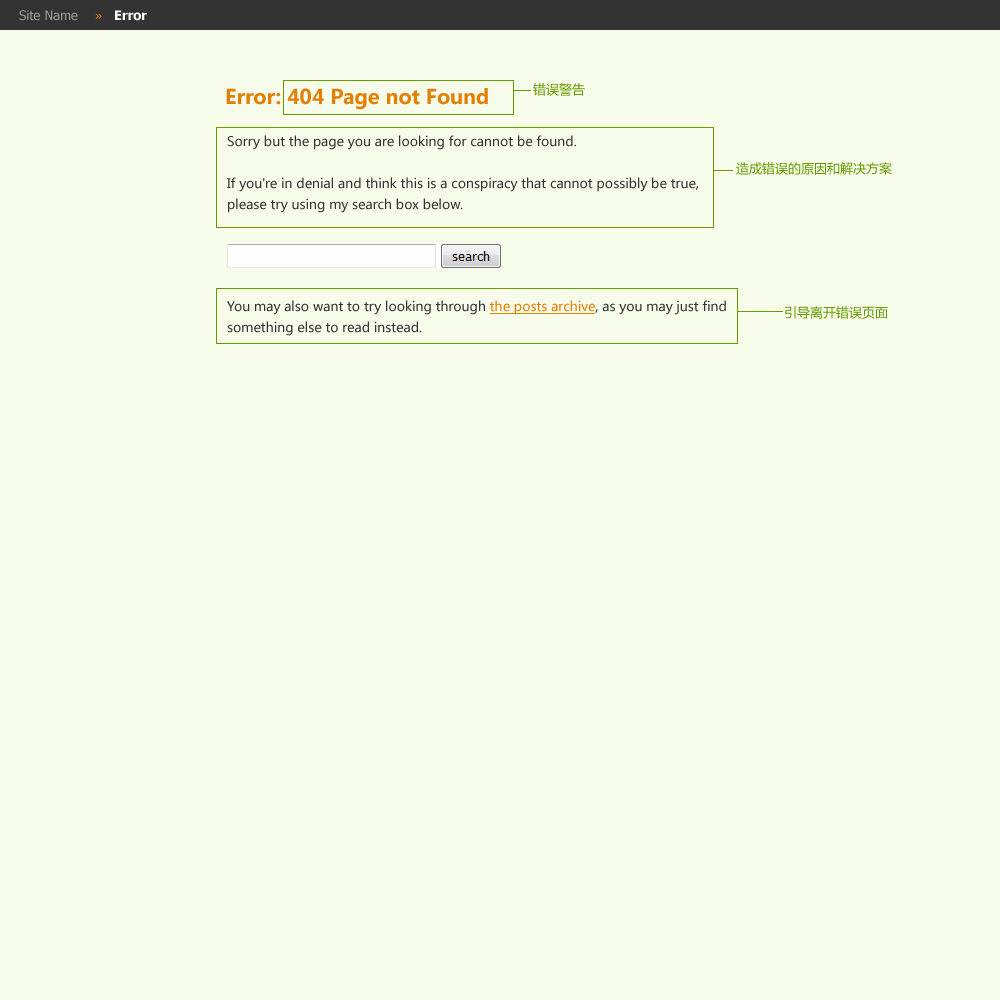 Site Name » Error
Error: 404 Page not Found
错误警告
Sorry but the page you are looking for cannot be found.
造成错误的原因和解决方案
If you're in denial and think this is a conspiracy that cannot possibly be true,
please try using my search box below.
search
You may also want to try looking through the posts archive, as you may just find
something else to read instead.
引导离开错误页面